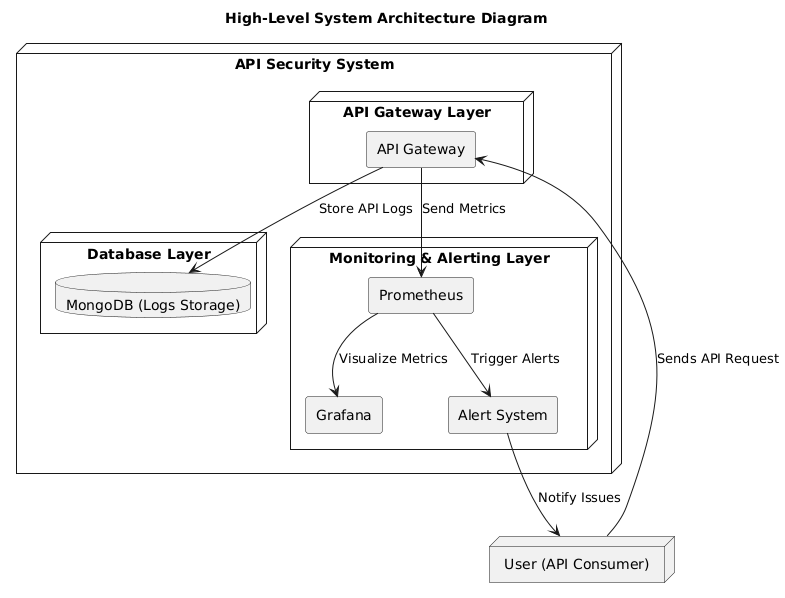 High-Level System Architecture Diagram
API Security System
API Gateway Layer
API Gateway
Store API Logs
Send Metrics
Database Layer
MongoDB (Logs Storage)
Monitoring & Alerting Layer
Prometheus
Visualize Metrics
Trigger Alerts
Sends API Request
Grafana
Alert System
Notify Issues
User (API Consumer)